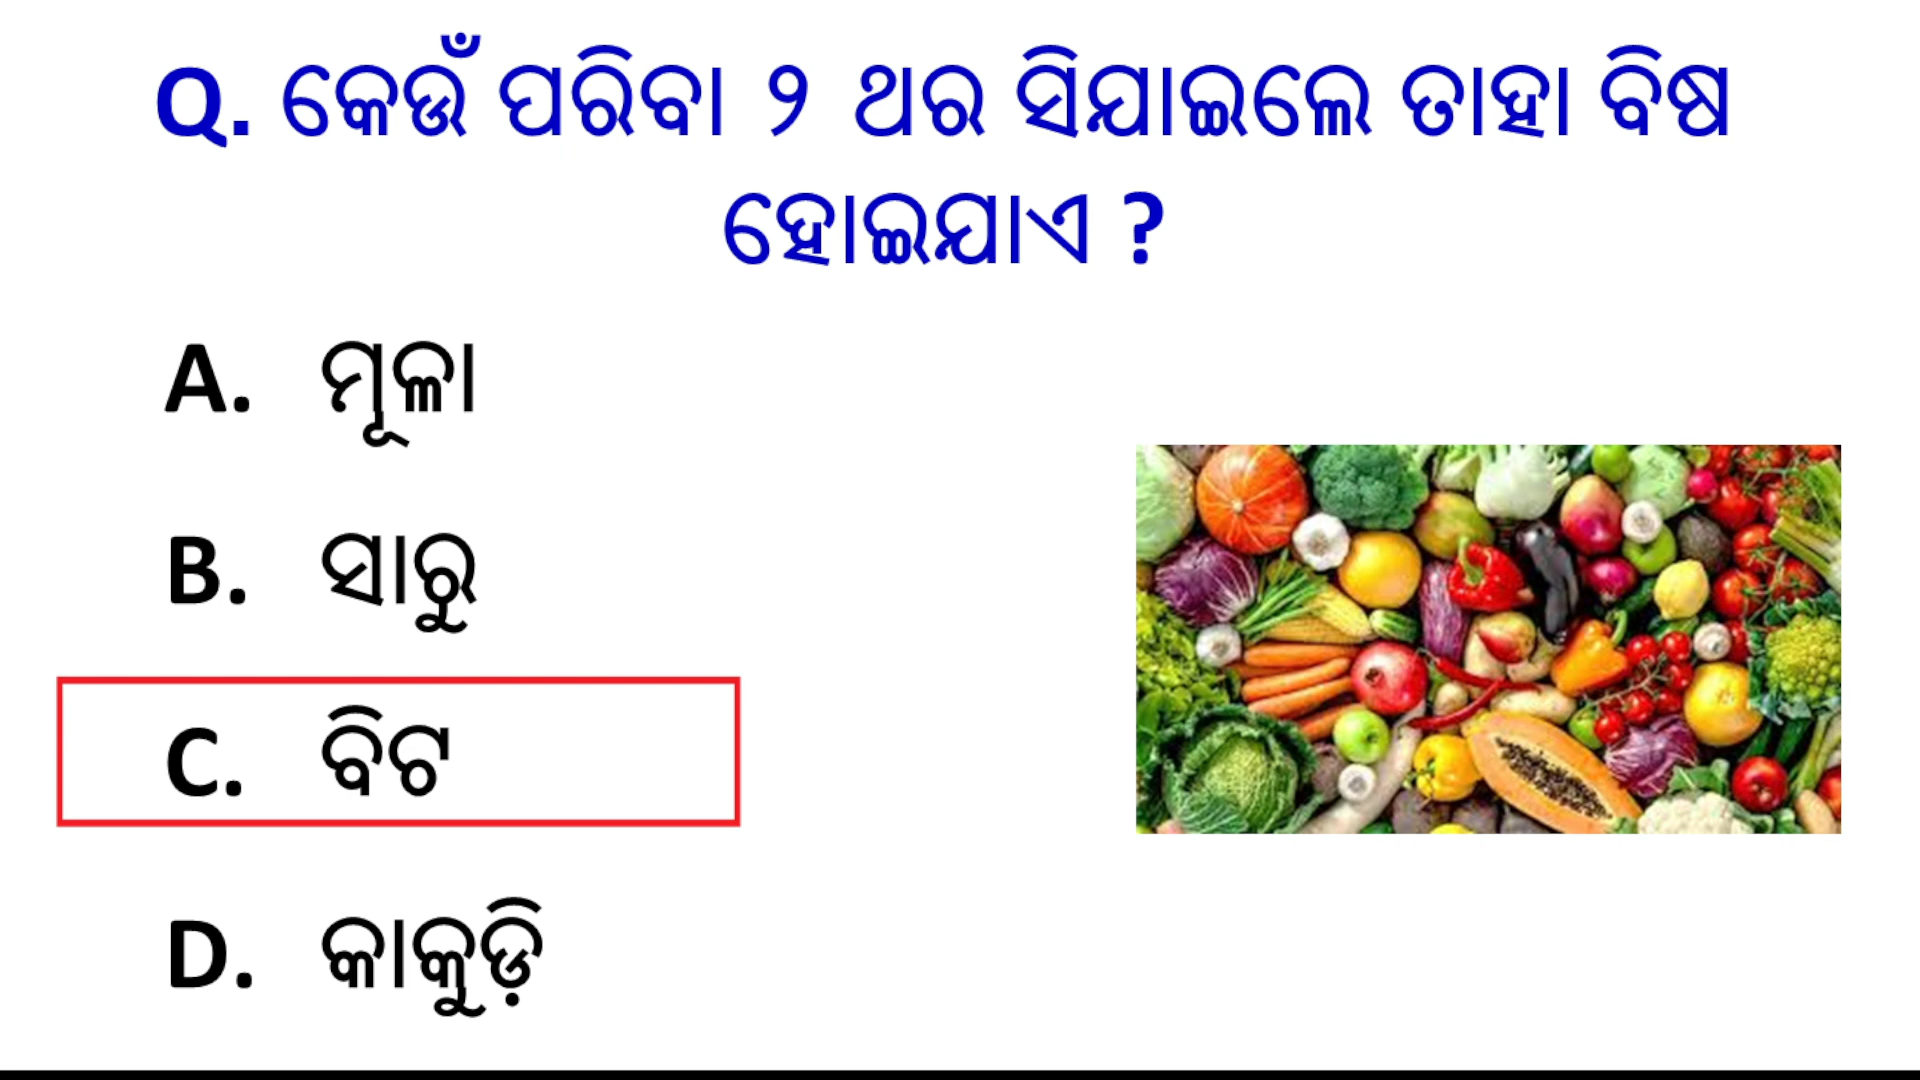 Q. କେଉଁ ପରିବା ୨ ଥର ସିଯାଇଲେ ତାହା ବିଷ
ହୋଇଯାଏ ?
A. ମୂଳା
B. ସାରୁ
C. ବିଟ
D. କାକୁଡ଼ି